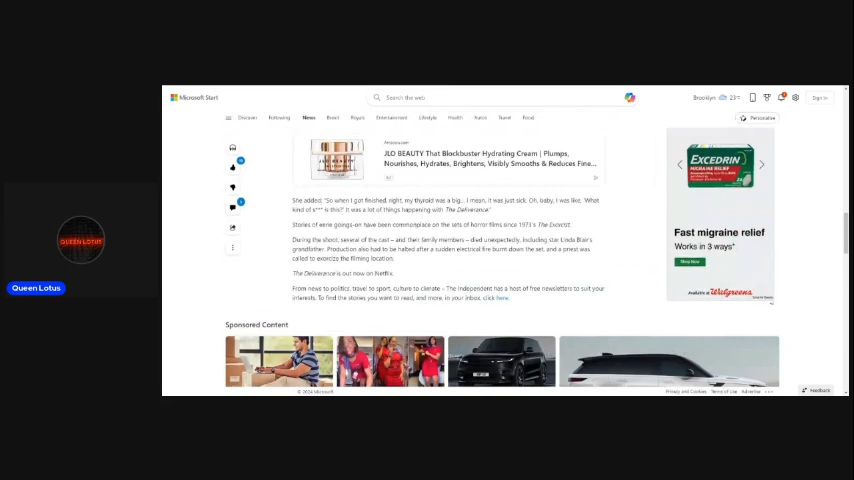 Microsoft Start
Search the web
Brooklyn
23°
Sign in
Discover
Following
News
Royals
Entertainment
Lifestyle
Health
Autos
Travel
Food
Personalise
JLO BEAUTY That Blockbuster Hydrating Cream | Plumps,
Nourishes, Hydrates, Brightens, Visibly Smooths & Reduces Fine...
Ad
She added: "So when I got finished, right, my thyroid was a big... I mean, it was just sick. Oh, baby, I was like, 'What
kind of s*** is this?' It was a lot of things happening with The Deliverance."
Stories of eerie goings-on have been commonplace on the sets of horror films since 1973's The Exorcist.
During the shoot, several of the cast – and their family members – died unexpectedly, including star Linda Blair's
grandfather. Production also had to be halted after a sudden electrical fire burnt down the set, and a priest was
called to exorcize the filming location.
The Deliverance is out now on Netflix.
From news to politics, travel to sport, culture to climate – The Independent has a host of free newsletters to suit your
interests. To find the stories you want to read, and more, in your inbox, click here.
EXCEDRIN
MIGRAINE RELIEF
Fast migraine relief
Works in 3 ways*
Shop Now
Available at Walgreens
Sponsored Content
© 2024 Microsoft
Privacy and Cookies
Terms of Use
Advertise
Feedback
QUEEN LOTUS
Queen Lotus